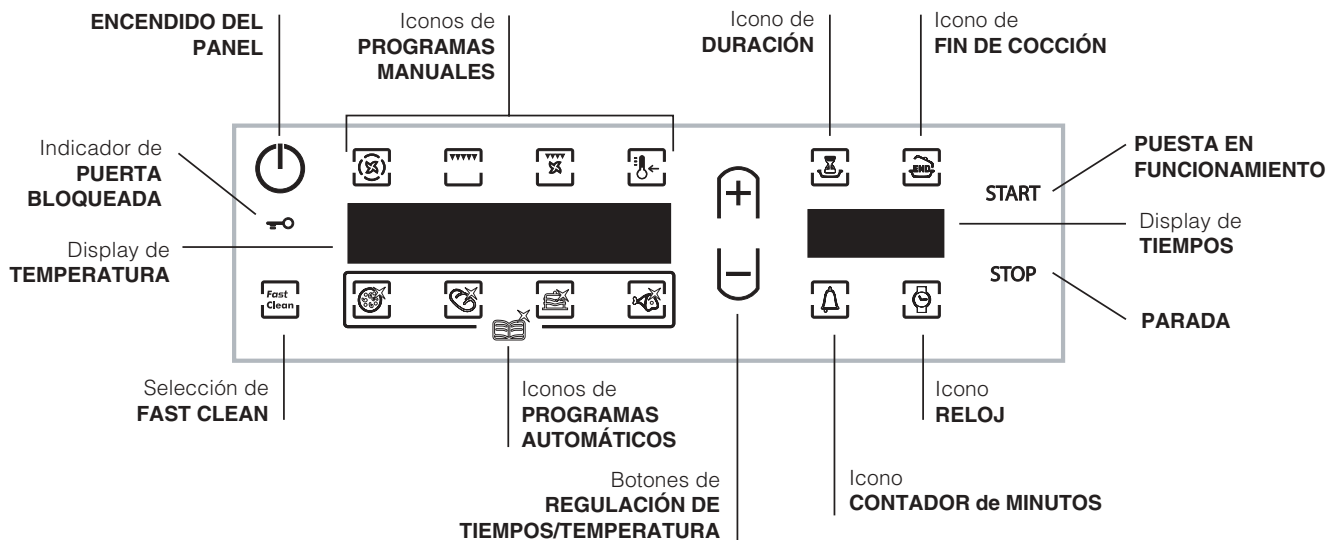 ENCENDIDO DEL
PANEL
Iconos de
PROGRAMAS
MANUALES
Icono de
DURACIÓN
Icono de
FIN DE COCCIÓN
Indicador de
PUERTA
BLOQUEADA
PUESTA EN
FUNCIONAMIENTO
END
START
Display de
TEMPERATURA
Display de
TIEMPOS
STOP
Fast
Clean
PARADA
Selección de
FAST CLEAN
Iconos de
PROGRAMAS
AUTOMÁTICOS
Icono
RELOJ
Botones de
REGULACIÓN DE
TIEMPOS/TEMPERATURA
Icono
CONTADOR de MINUTOS